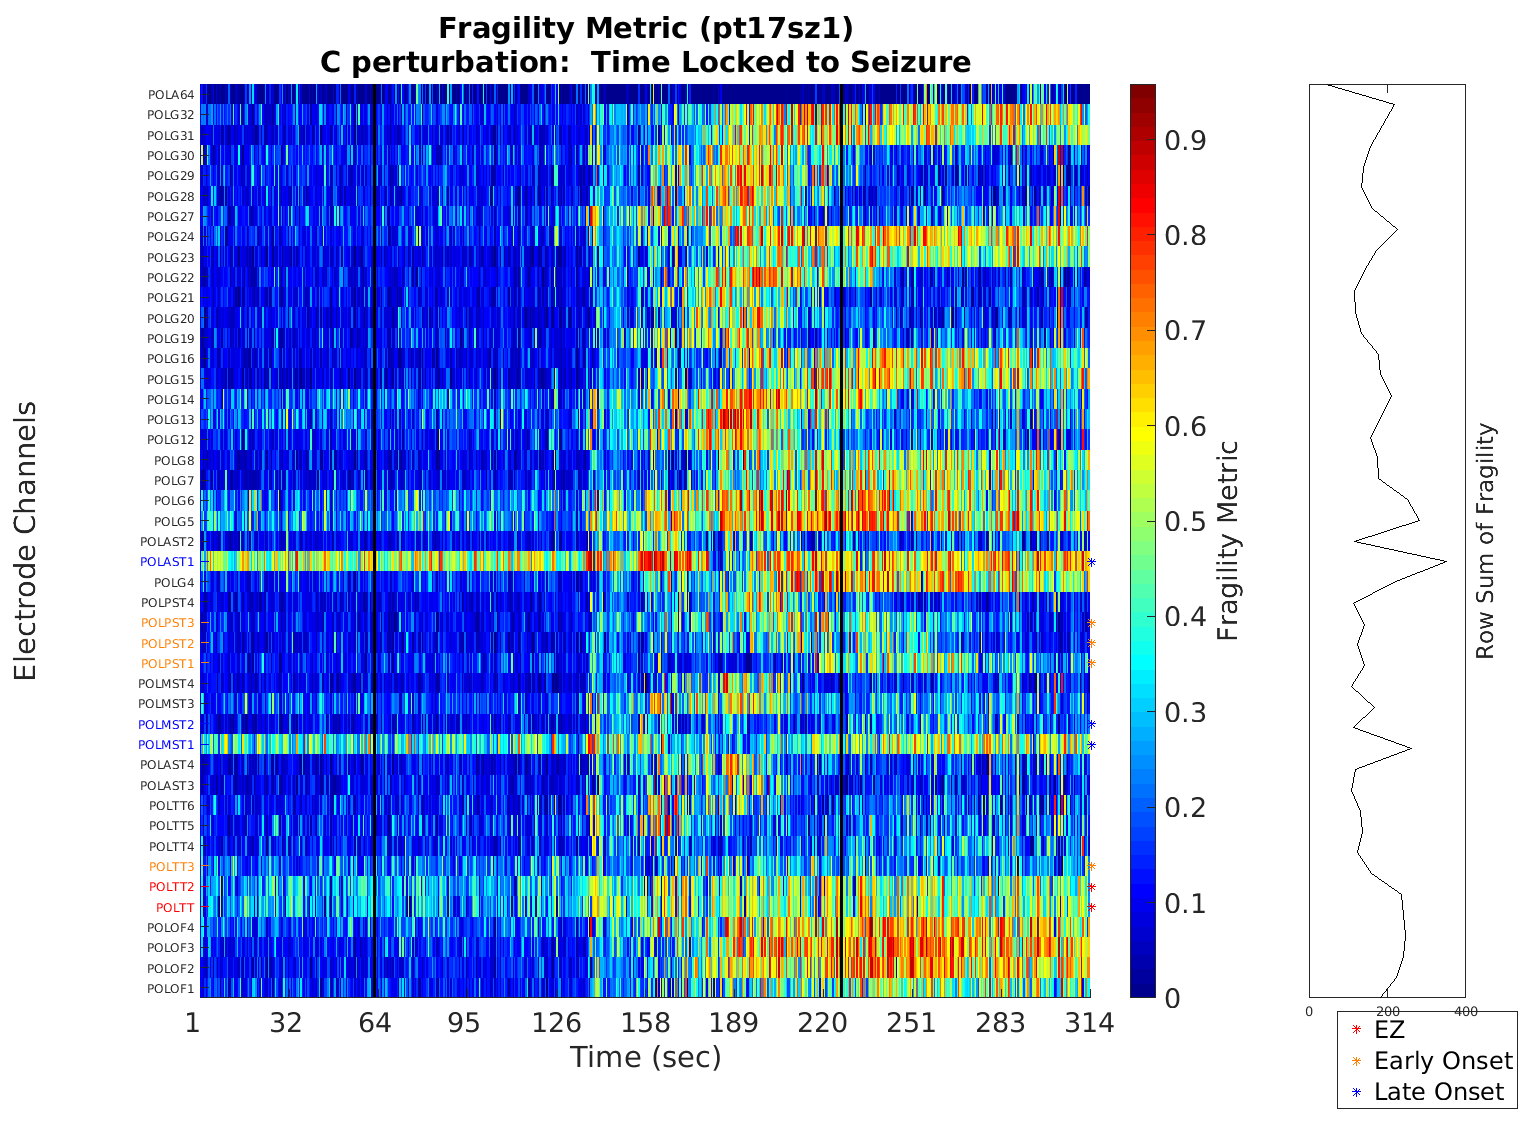 Fragility Metric (pt17sz1)
C perturbation:  Time Locked to Seizure
Electrode Channels
POLA64
POLG32
POLG31
POLG30
POLG29
POLG28
POLG27
POLG24
POLG23
POLG22
POLG21
POLG20
POLG19
POLG16
POLG15
POLG14
POLG13
POLG12
POLG8
POLG7
POLG6
POLG5
POLAST2
POLAST1
POLG4
POLPST4
POLPST3
POLPST2
POLPST1
POLMST4
POLMST3
POLMST2
POLMST1
POLAST4
POLAST3
POLTT6
POLTT5
POLTT4
POLTT3
POLTT2
POLTT
POLOF4
POLOF3
POLOF2
POLOF1
1 32 64 95 126 158 189 220 251 283 314
Time (sec)
0.9
0.8
0.7
0.6
0.5
0.4
0.3
0.2
0.1
0
Fragility Metric
0 200 400
Row Sum of Fragility
EZ
Early Onset
Late Onset